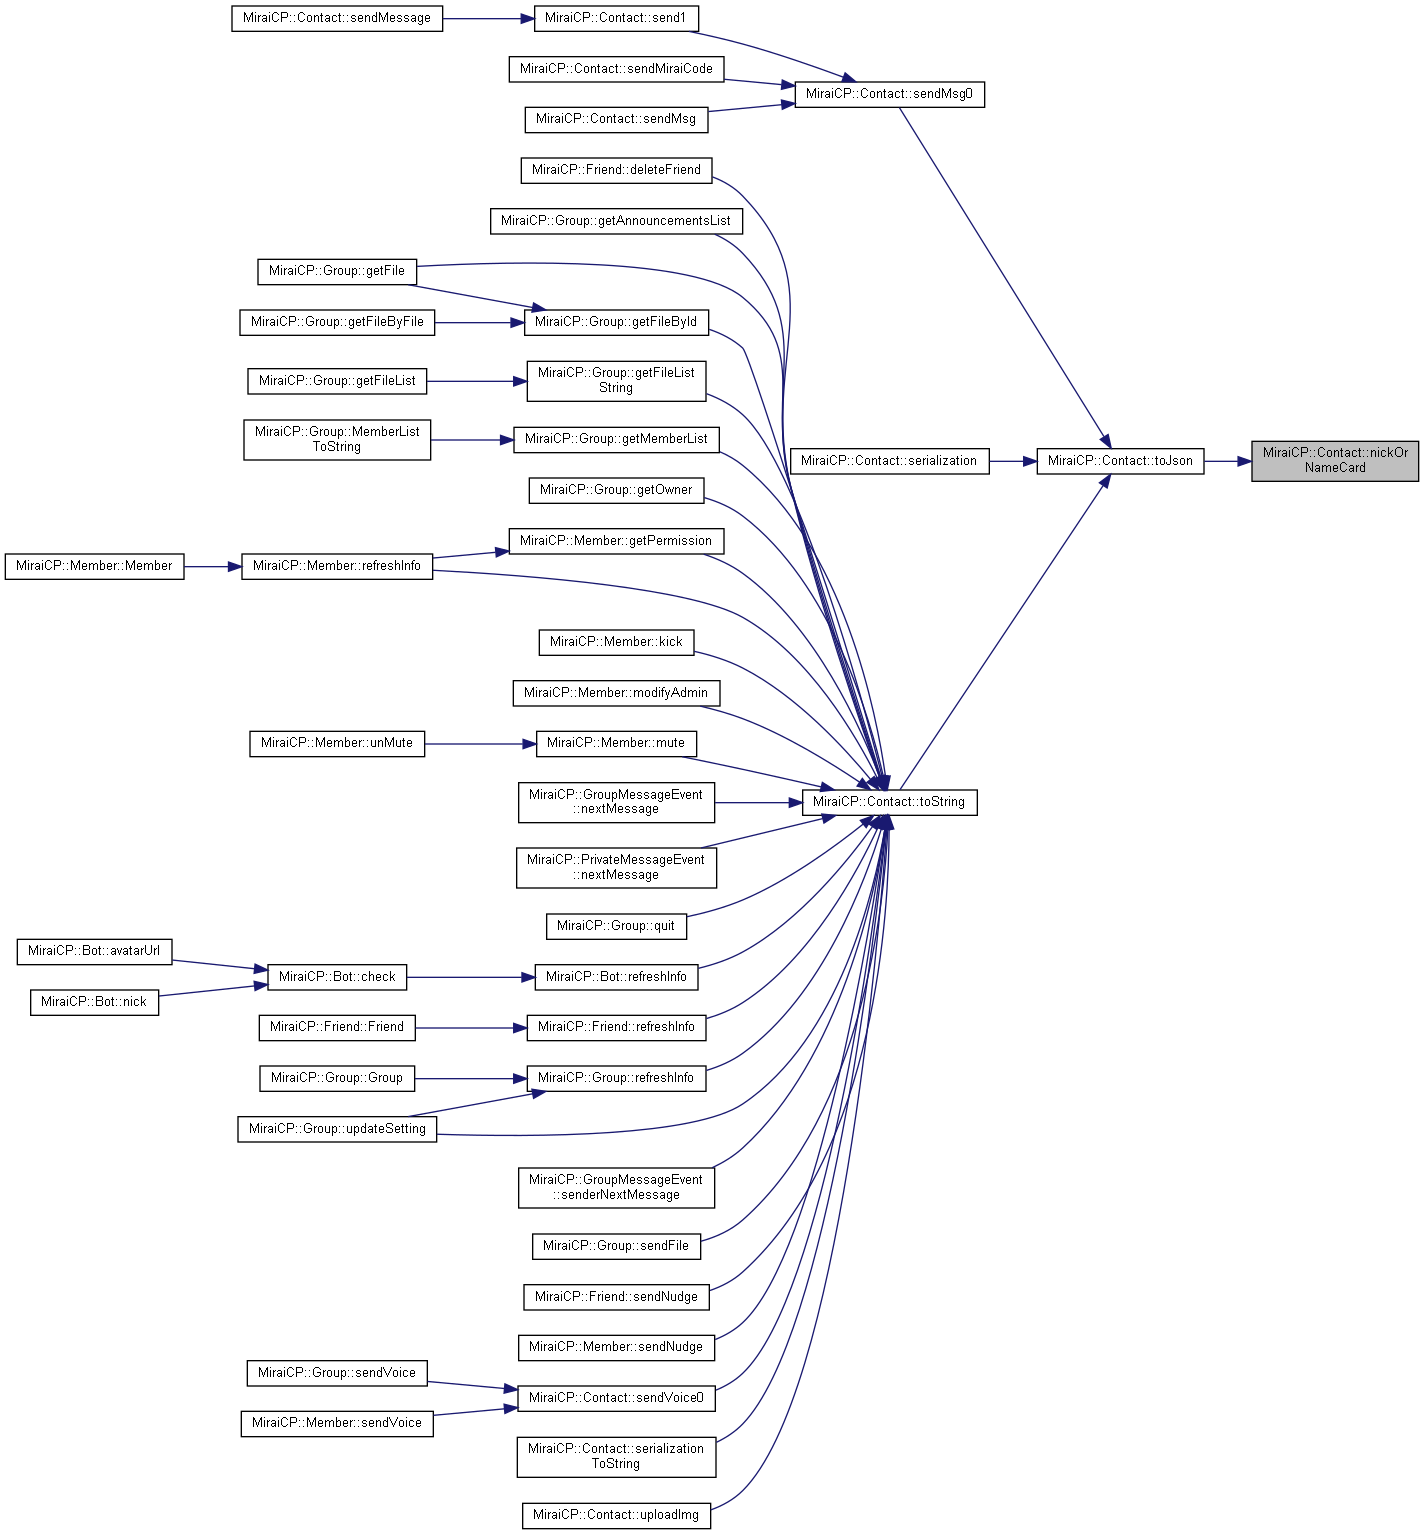 MiraiCP::Contact::sendMessage
MiraiCP::Contact::send1
MiraiCP::Contact::sendMiraiCode
MiraiCP::Contact::sendMsg0
MiraiCP::Contact::sendMsg
MiraiCP::Friend::deleteFriend
MiraiCP::Group::getAnnouncementsList
MiraiCP::Group::getFile
MiraiCP::Group::getFileByFile
MiraiCP::Group::getFileById
MiraiCP::Group::getFileList
MiraiCP::Group::getFileList
String
MiraiCP::Group::MemberList
ToString
MiraiCP::Group::getMemberList
MiraiCP::Contact::serialization
MiraiCP::Contact::toJson
MiraiCP::Contact::nickOr
NameCard
MiraiCP::Group::getOwner
MiraiCP::Member::getPermission
MiraiCP::Member::Member
MiraiCP::Member::refreshInfo
MiraiCP::Member::kick
MiraiCP::Member::modifyAdmin
MiraiCP::Member::unMute
MiraiCP::Member::mute
MiraiCP::GroupMessageEvent
::nextMessage
MiraiCP::Contact::toString
MiraiCP::PrivateMessageEvent
::nextMessage
MiraiCP::Group::quit
MiraiCP::Bot::avatarUrl
MiraiCP::Bot::check
MiraiCP::Bot::refreshInfo
MiraiCP::Bot::nick
MiraiCP::Friend::Friend
MiraiCP::Friend::refreshInfo
MiraiCP::Group::Group
MiraiCP::Group::refreshInfo
MiraiCP::Group::updateSetting
MiraiCP::GroupMessageEvent
::senderNextMessage
MiraiCP::Group::sendFile
MiraiCP::Friend::sendNudge
MiraiCP::Member::sendNudge
MiraiCP::Group::sendVoice
MiraiCP::Contact::sendVoice0
MiraiCP::Member::sendVoice
MiraiCP::Contact::serialization
ToString
MiraiCP::Contact::uploadImg